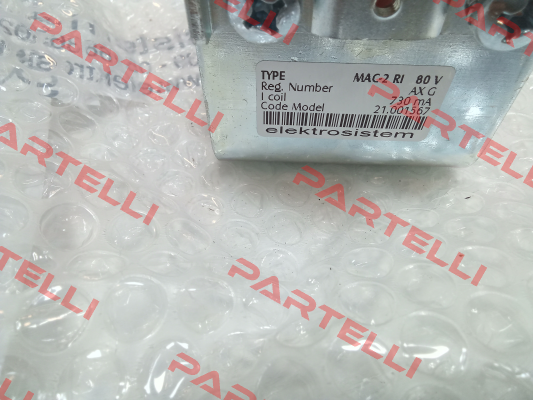 TYPE MAC-2 RI 80 V
Reg. Number AX G
I coil 730 mA
Code Model 21.001567
elektrosistem
PARTELLI
PARTELLI
PARTELLI
PARTELLI
PARTELLI
PARTELLI
PARTELLI